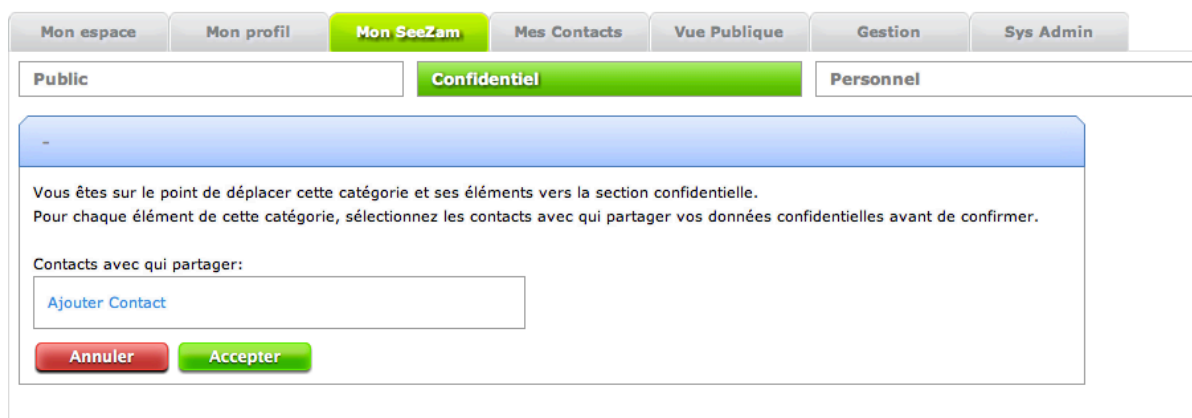 Mon espace Mon profil Mon SeeZam Mes Contacts Vue Publique Gestion Sys Admin
Public Confidentiel Personnel
-
Vous êtes sur le point de déplacer cette catégorie et ses éléments vers la section confidentielle.
Pour chaque élément de cette catégorie, sélectionnez les contacts avec qui partager vos données confidentielles avant de confirmer.
Contacts avec qui partager:
Ajouter Contact
Annuler Accepter